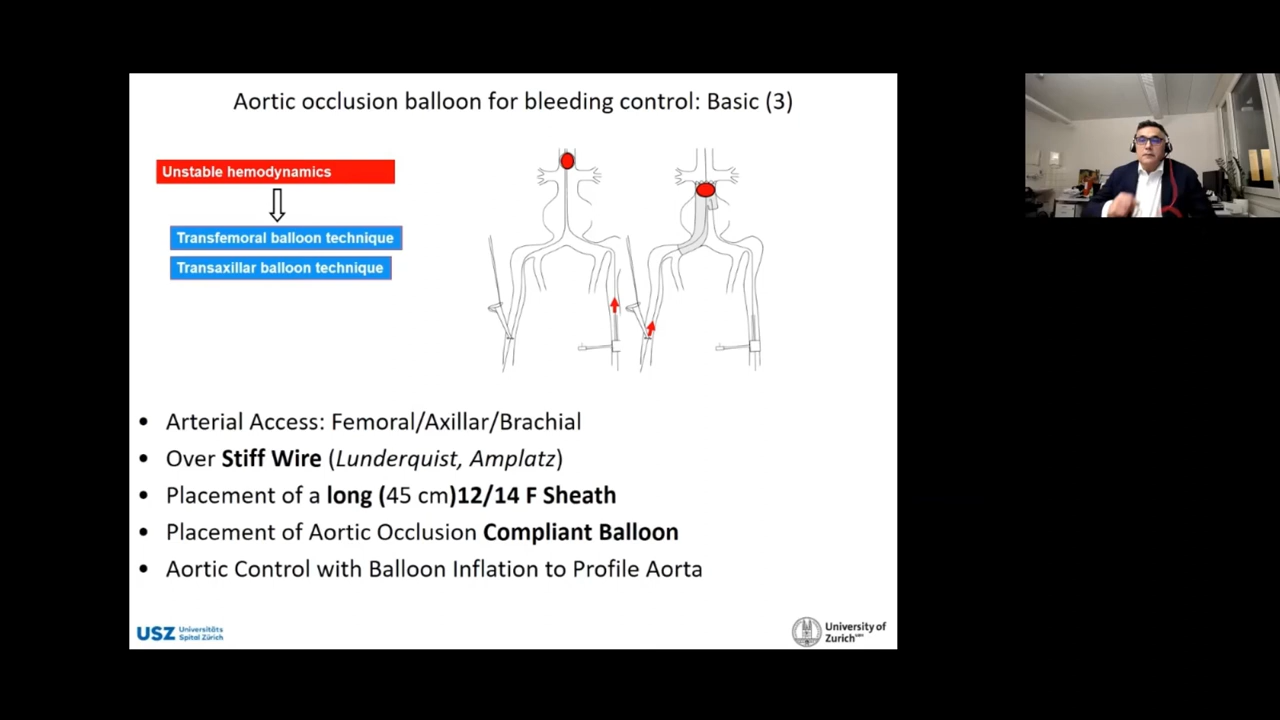 Aortic occlusion balloon for bleeding control: Basic (3)
Unstable hemodynamics
Transfemoral balloon technique
Transaxillar balloon technique
• Arterial Access: Femoral/Axillar/Brachial
• Over Stiff Wire (Lunderquist, Amplatz)
• Placement of a long (45 cm)12/14 F Sheath
• Placement of Aortic Occlusion Compliant Balloon
• Aortic Control with Balloon Inflation to Profile Aorta
USZ Universitäts
Spital Zürich
University of
Zurich